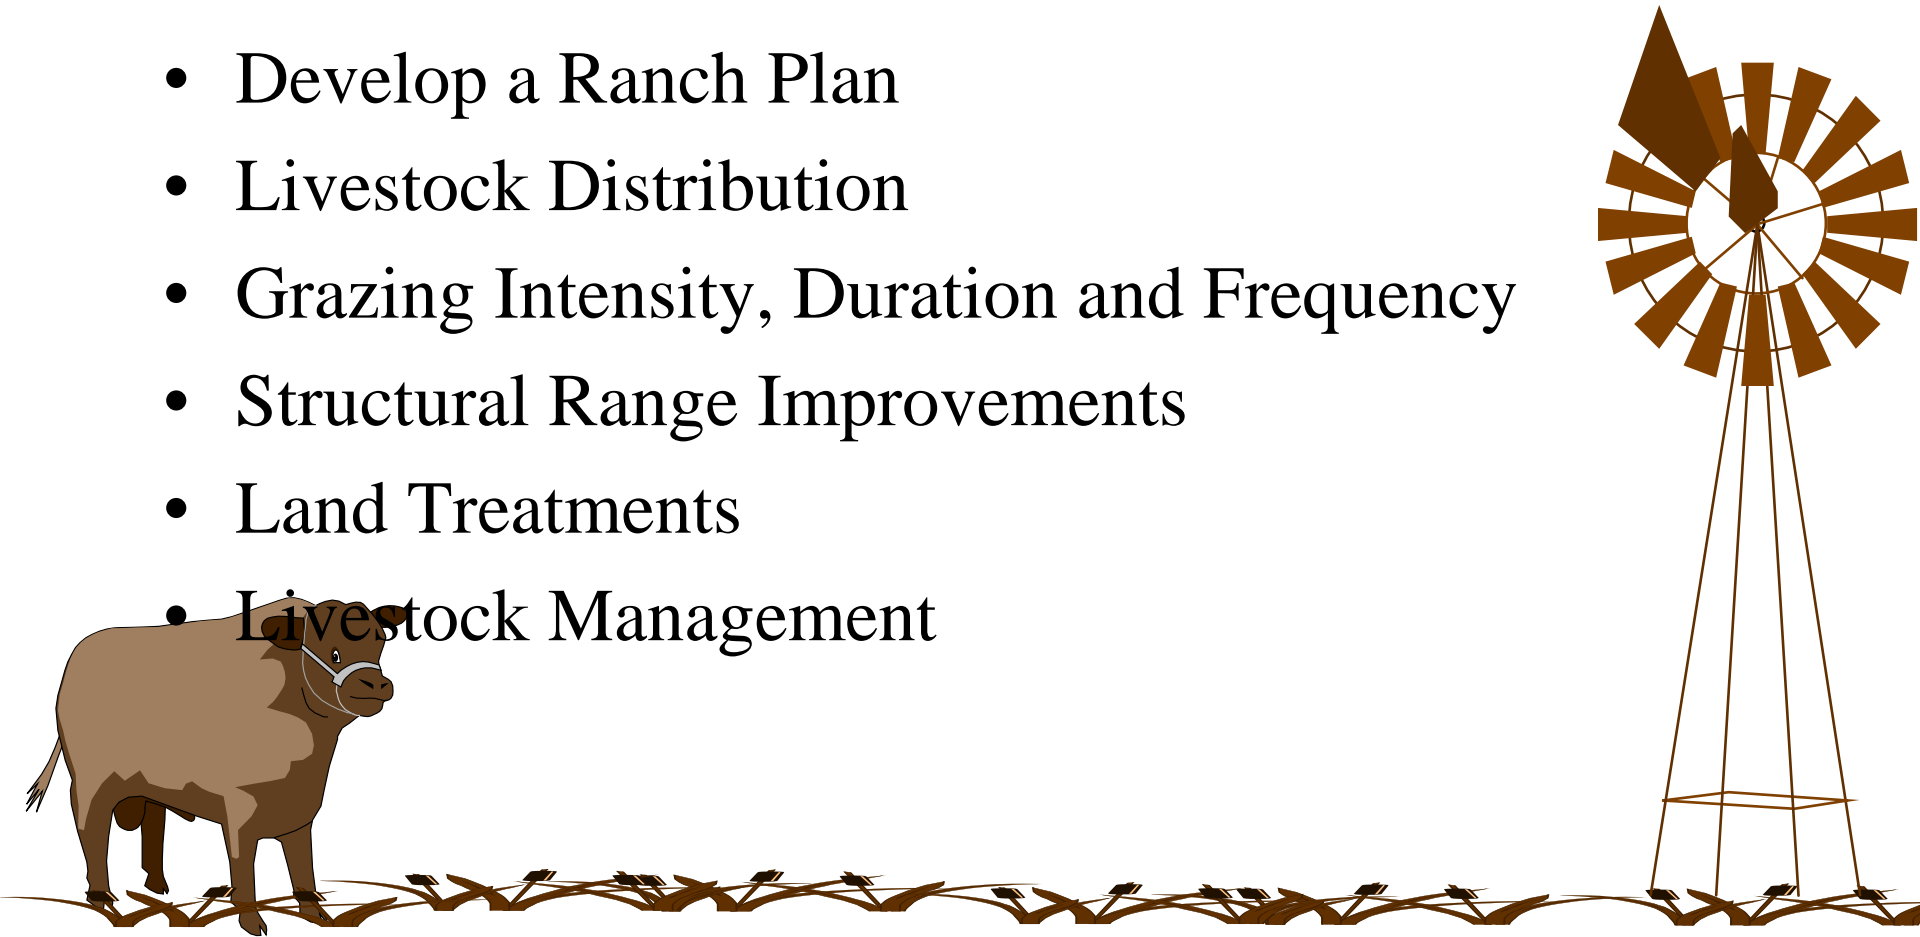 • Develop a Ranch Plan
• Livestock Distribution
• Grazing Intensity, Duration and Frequency
• Structural Range Improvements
• Land Treatments
• Livestock Management